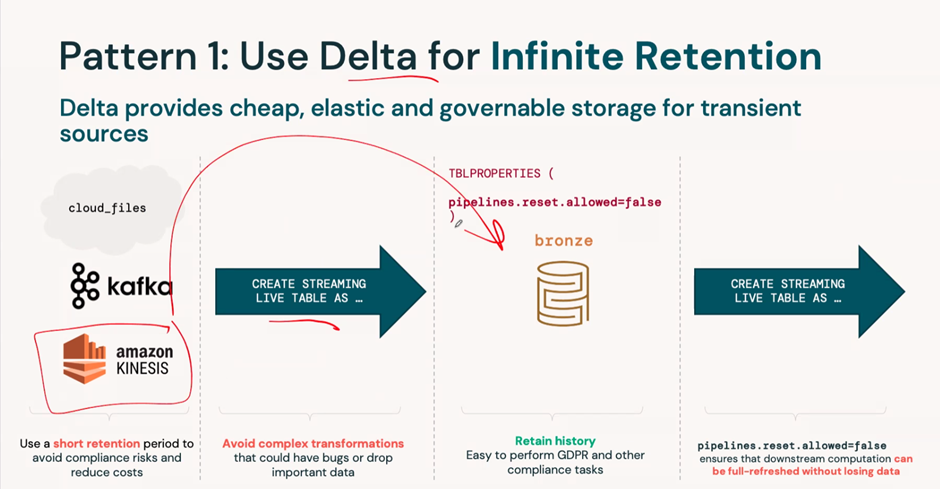 Pattern 1: Use Delta for Infinite Retention
Delta provides cheap, elastic and governable storage for transient
sources
cloud_files
kafka
amazon
KINESIS
Use a short retention period to
avoid compliance risks and
reduce costs
CREATE STREAMING
LIVE TABLE AS …
Avoid complex transformations
that could have bugs or drop
important data
TBLPROPERTIES (
pipelines.reset.allowed=false
)
bronze
Retain history
Easy to perform GDPR and other
compliance tasks
CREATE STREAMING
LIVE TABLE AS …
pipelines.reset.allowed=false
ensures that downstream computation can
be full-refreshed without losing data